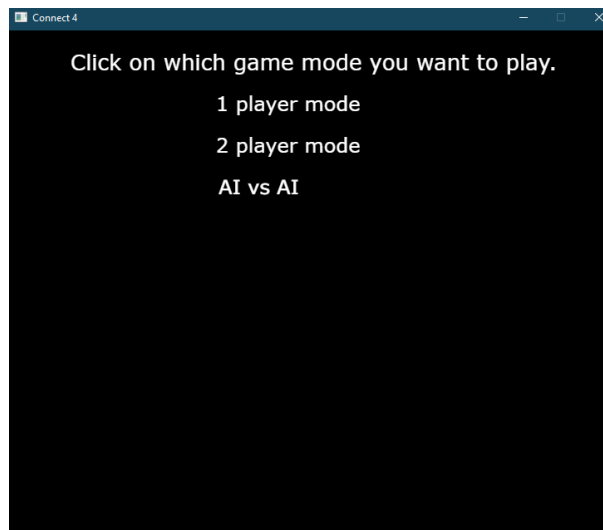 Connect 4
Click on which game mode you want to play.
1 player mode
2 player mode
AI vs AI